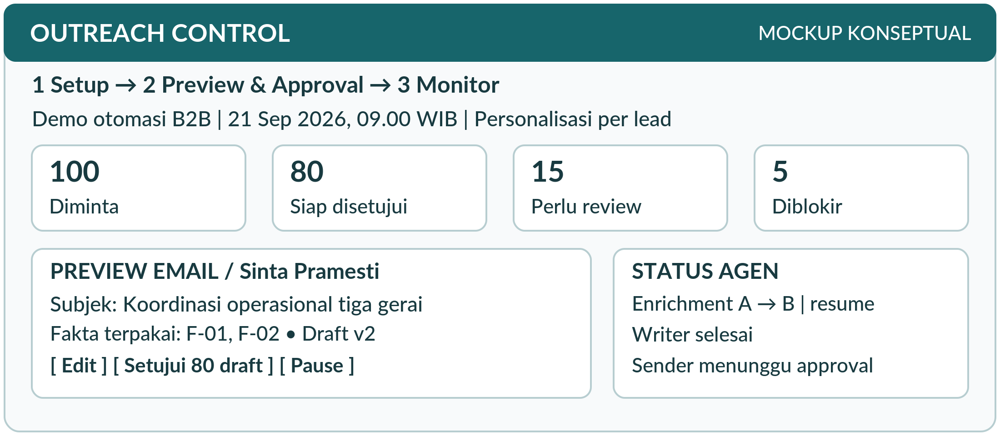 OUTREACH CONTROL
MOCKUP KONSEPTUAL
1 Setup → 2 Preview & Approval → 3 Monitor
Demo otomasi B2B | 21 Sep 2026, 09.00 WIB | Personalisasi per lead
100
Diminta
80
Siap disetujui
15
Perlu review
5
Diblokir
PREVIEW EMAIL / Sinta Pramesti
Subjek: Koordinasi operasional tiga gerai
Fakta terpakai: F-01, F-02 • Draft v2
[ Edit ] [ Setujui 80 draft ] [ Pause ]
STATUS AGEN
Enrichment A → B | resume
Writer selesai
Sender menunggu approval